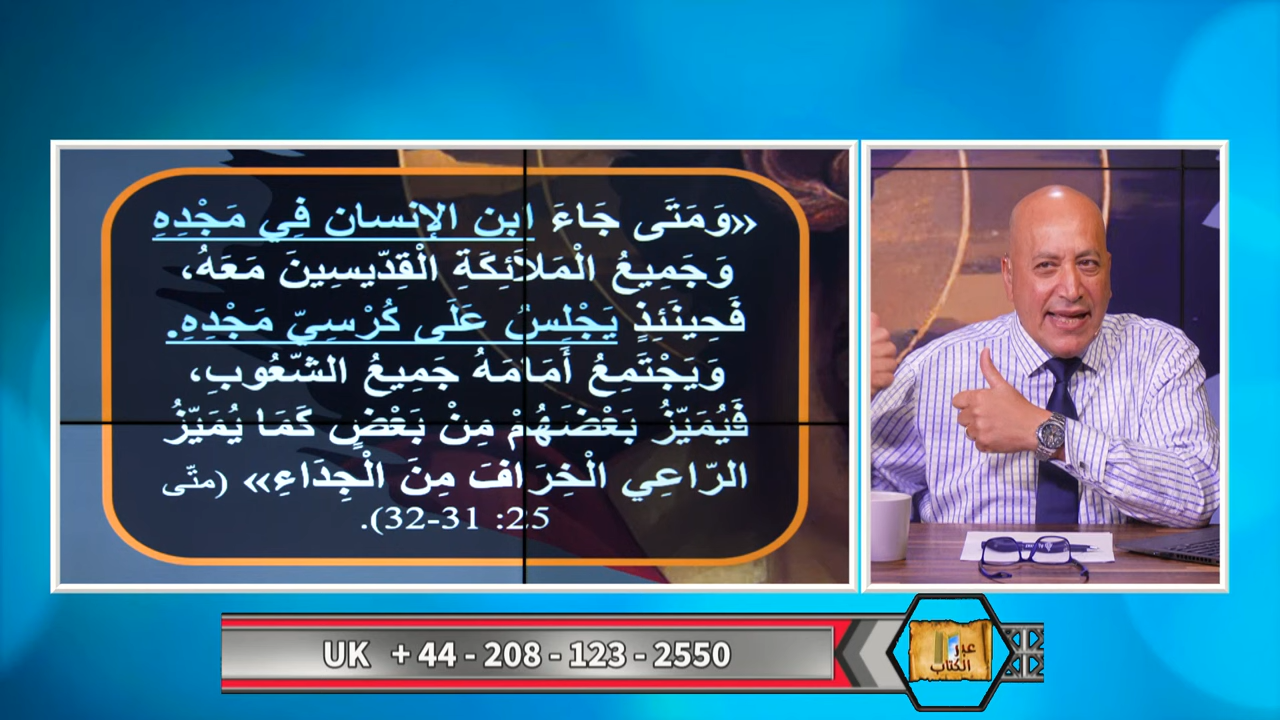 «وَمَتَى جَاءَ ابن الإنسان فِي مَجْدِهِ
وَجَمِيعُ الْمَلاَئِكَةِ الْقِدّيسِينَ مَعَهُ،
فَحِينَئِذٍ يَجْلِسُ عَلَى كُرْسِيّ مَجْدِهِ.
وَيَجْتَمِعُ أَمَامَهُ جَمِيعُ الشّعُوبِ،
فَيُمَيّزُ بَعْضَهُمْ مِنْ بَعْضٍ كَمَا يُمَيّزُ
الرّاعِي الْخِرَافَ مِنَ الْجِدَاءِ» (متّى
25: 31-32).
UK + 44 - 208 - 123 - 2550
عبر
الكتاب